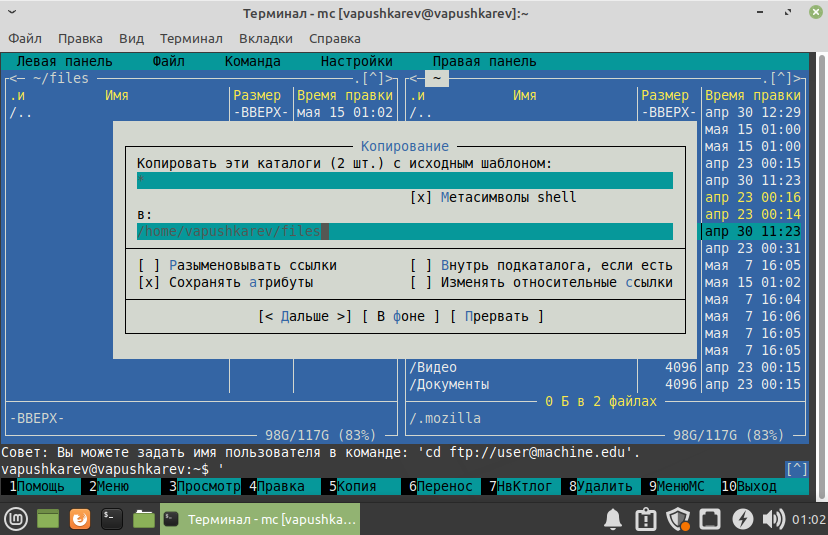 Терминал - mc [vapushkarev@vapushkarev]:~
Файл Правка Вид Терминал Вкладки Справка
Левая панель Файл Команда Настройки Правая панель
<— ~/files .[^]> <— ~ .[^]>
.и Имя Размер Время правки .и Имя Размер Время правки
/.. -ВВЕРХ- мая 15 01:02 /.. -ВВЕРХ- апр 30 12:29
мая 15 01:00
Копирование мая 15 01:00
Копировать эти каталоги (2 шт.) с исходным шаблоном: апр 23 00:15
* апр 30 11:23
[x] Метасимволы shell апр 23 00:16
в: апр 23 00:14
/home/vapushkarev/files апр 30 11:23
апр 23 00:31
[ ] Разыменовывать ссылки [ ] Внутрь подкаталога, если есть мая 7 16:05
[x] Сохранять атрибуты [ ] Изменять относительные ссылки мая 15 01:02
мая 7 16:04
[< Дальше >] [ В фоне ] [ Прервать ] мая 7 16:06
мая 7 16:05
мая 7 16:05
/Видео 4096 апр 23 00:15
/Документы 4096 апр 23 00:15
0 Б в 2 файлах
-ВВЕРХ- /.mozilla
98G/117G (83%) 98G/117G (83%)
Совет: Вы можете задать имя пользователя в команде: 'cd ftp://user@machine.edu'.
vapushkarev@vapushkarev:~$ ' [^]
1Помощь 2Меню 3Просмотр 4Правка 5Копия 6Перенос 7НвКтлог 8Удалить 9МенюМС 10Выход
Терминал - mc [vapushka... 01:02